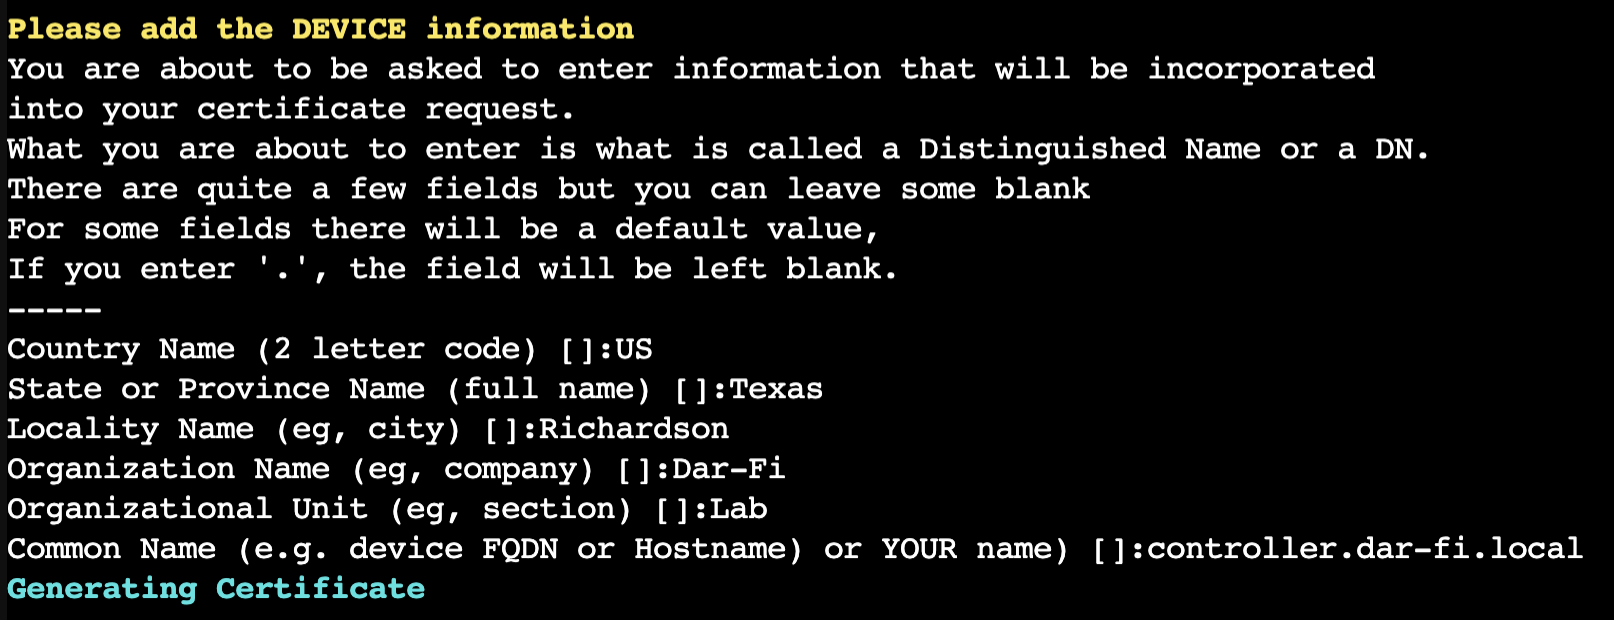 Please add the DEVICE information
You are about to be asked to enter information that will be incorporated
into your certificate request.
What you are about to enter is what is called a Distinguished Name or a DN.
There are quite a few fields but you can leave some blank
For some fields there will be a default value,
If you enter '.', the field will be left blank.
-----
Country Name (2 letter code) []:US
State or Province Name (full name) []:Texas
Locality Name (eg, city) []:Richardson
Organization Name (eg, company) []:Dar-Fi
Organizational Unit (eg, section) []:Lab
Common Name (e.g. device FQDN or Hostname) or YOUR name) []:controller.dar-fi.local
Generating Certificate